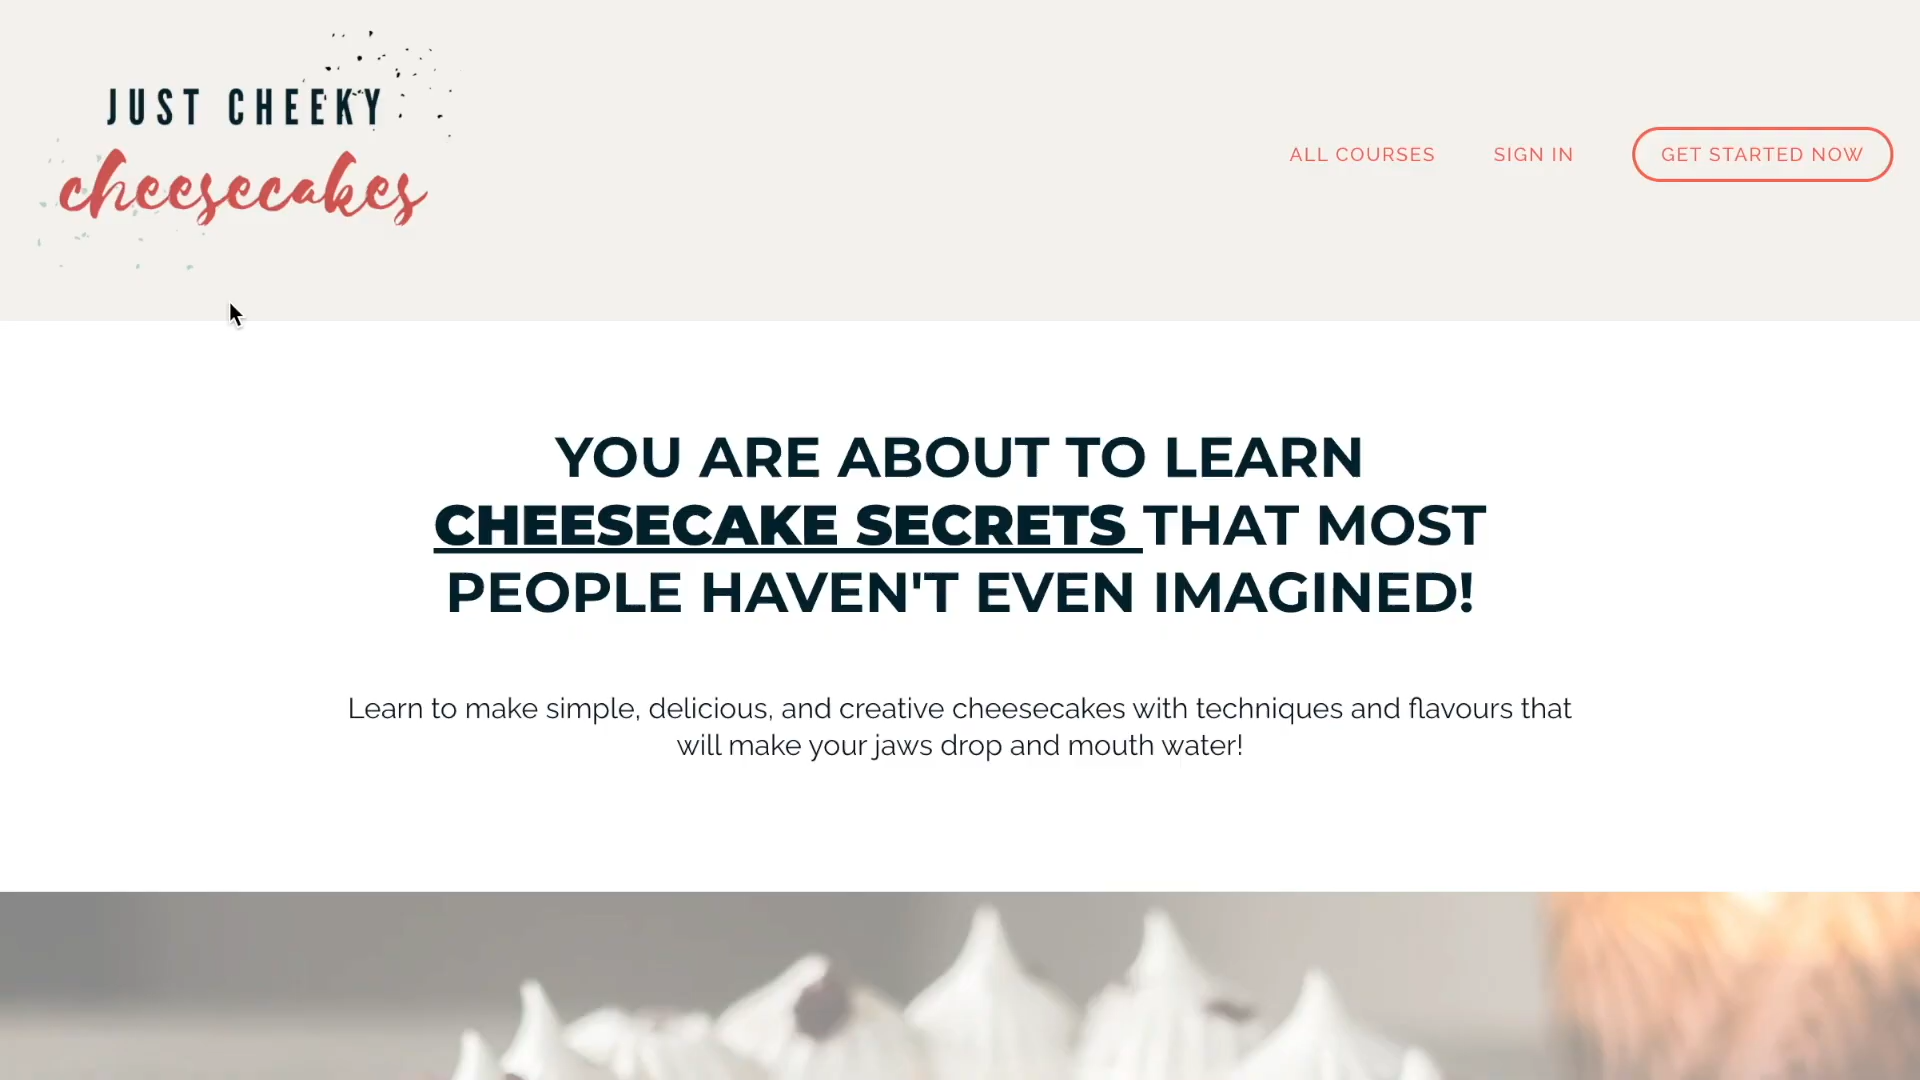 JUST CHEEKY
cheesecakes
ALL COURSES
SIGN IN
GET STARTED NOW
YOU ARE ABOUT TO LEARN
CHEESECAKE SECRETS THAT MOST
PEOPLE HAVEN'T EVEN IMAGINED!
Learn to make simple, delicious, and creative cheesecakes with techniques and flavours that
will make your jaws drop and mouth water!